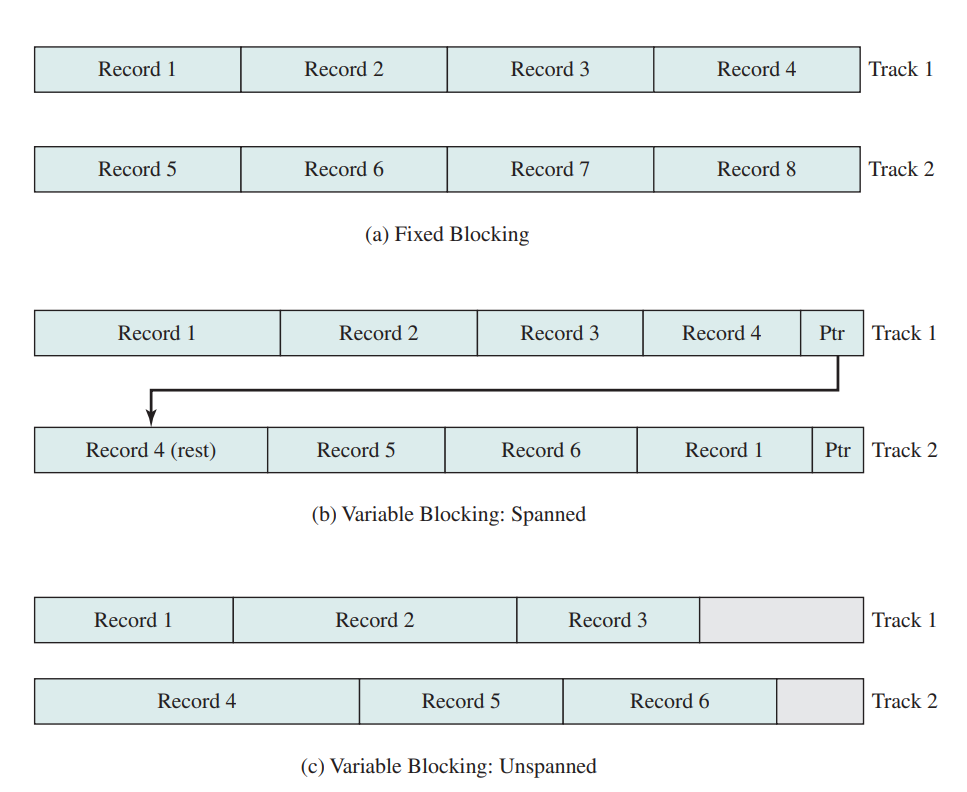 Record 1 Record 2 Record 3 Record 4 Track 1
Record 5 Record 6 Record 7 Record 8 Track 2
(a) Fixed Blocking
Record 1 Record 2 Record 3 Record 4 Ptr Track 1
Record 4 (rest) Record 5 Record 6 Record 1 Ptr Track 2
(b) Variable Blocking: Spanned
Record 1 Record 2 Record 3 Track 1
Record 4 Record 5 Record 6 Track 2
(c) Variable Blocking: Unspanned